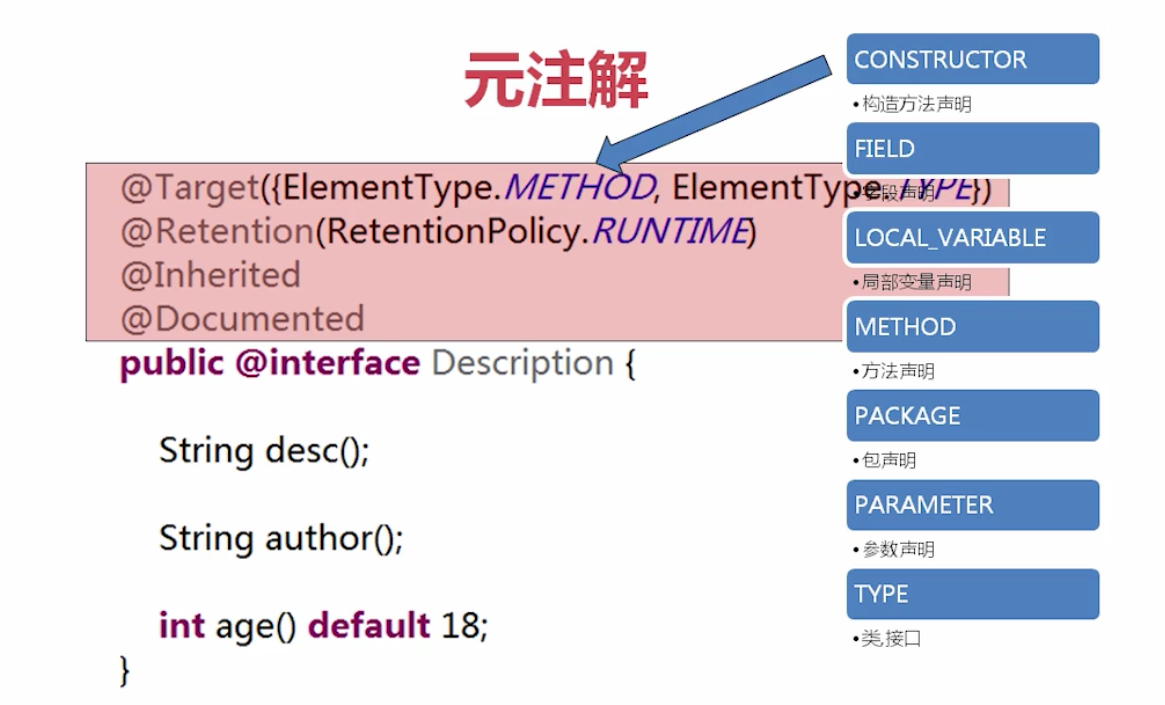 元注解
@Target({ElementType.METHOD, ElementType.TYPE})
@Retention(RetentionPolicy.RUNTIME)
@Inherited
@Documented
public @interface Description {
String desc();
String author();
int age() default 18;
}
CONSTRUCTOR
•构造方法声明
FIELD
•字段声明
LOCAL_VARIABLE
•局部变量声明
METHOD
•方法声明
PACKAGE
•包声明
PARAMETER
•参数声明
TYPE
•类,接口